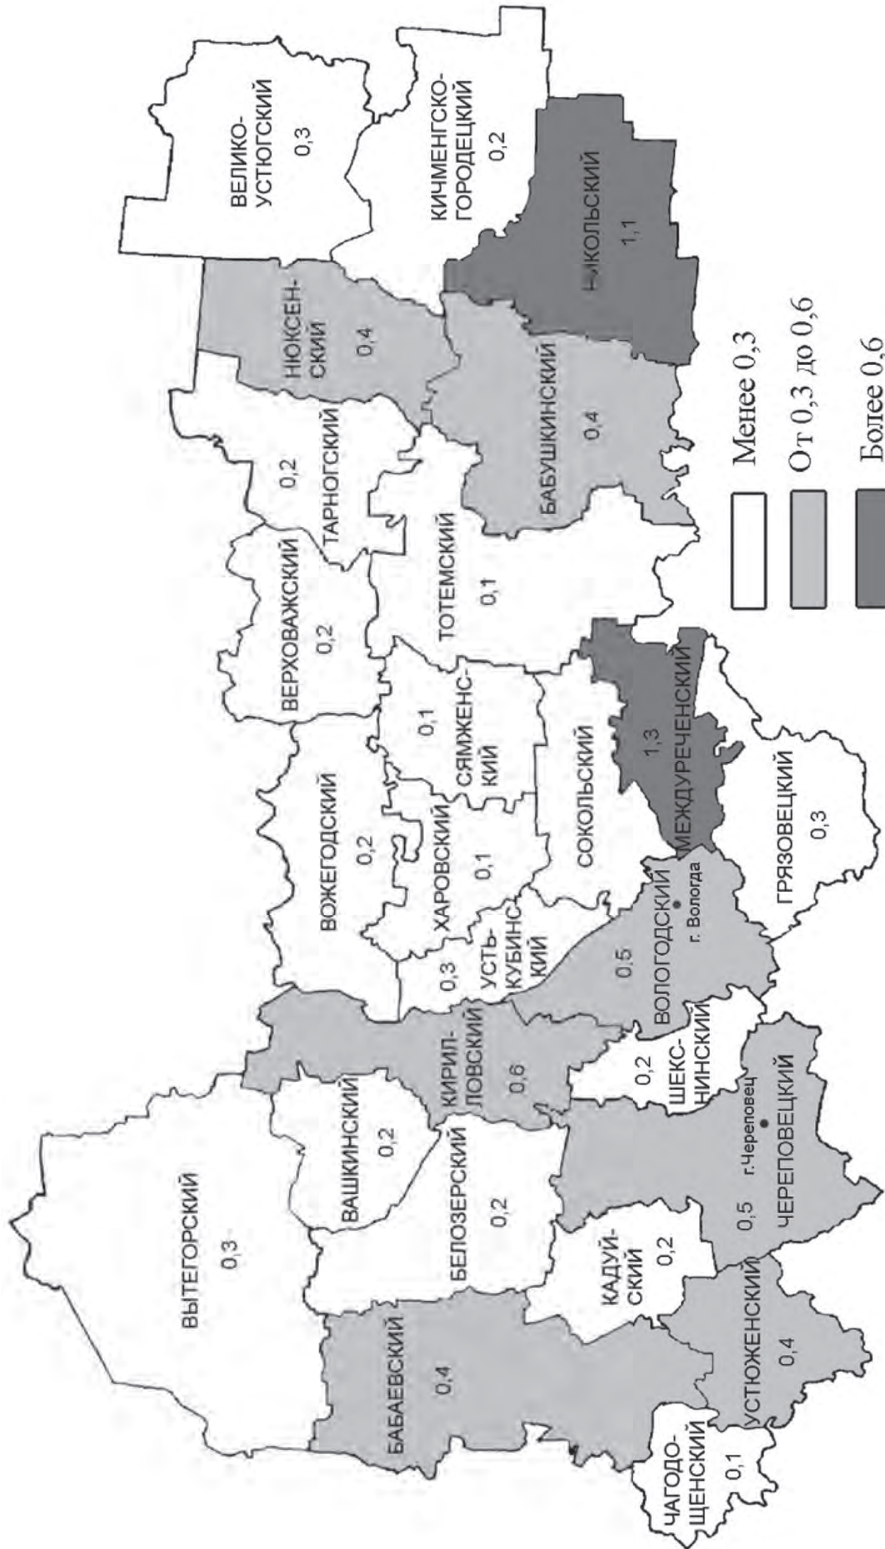 ВЫТЕГОРСКИЙ
0,3
ВАШКИНСКИЙ
0,2
БЕЛОЗЕРСКИЙ
0,2
БАБАЕВСКИЙ
0,4
КАДУЙ-
СКИЙ
0,2
ЧАГОДО-
ЩЕНСКИЙ
0,1
УСТЮЖЕНСКИЙ
0,4
0,5
г.Череповец
ЧЕРЕПОВЕЦКИЙ
0,2
ШЕКС-
НИНСКИЙ
КИРИЛ-
ЛОВСКИЙ
0,6
0,5
ВОЛОГОДСКИЙ
г. Вологда
0,3
УСТЬ-
КУБИНС
КИЙ
ВОЖЕГОДСКИЙ
0,2
ХАРОВСКИЙ
0,1
СОКОЛЬСКИЙ
0,1
СЯМЖЕНС-
КИЙ
1,3
МЕЖДУРЕЧЕНСКИЙ
ГРЯЗОВЕЦКИЙ
0,3
ВЕРХОВАЖСКИЙ
0,2
0,2
ТАРНОГСКИЙ
ТОТЕМСКИЙ
0,1
НЮКСЕН-
СКИЙ
0,4
БАБУШКИНСКИЙ
0,4
ВЕЛИКО-
УСТЮГСКИЙ
0,3
КИЧМЕНГСКО-
ГОРОДЕЦКИЙ
0,2
НИКОЛЬСКИЙ
1,1
Менее 0,3
От 0,3 до 0,6
Более 0,6